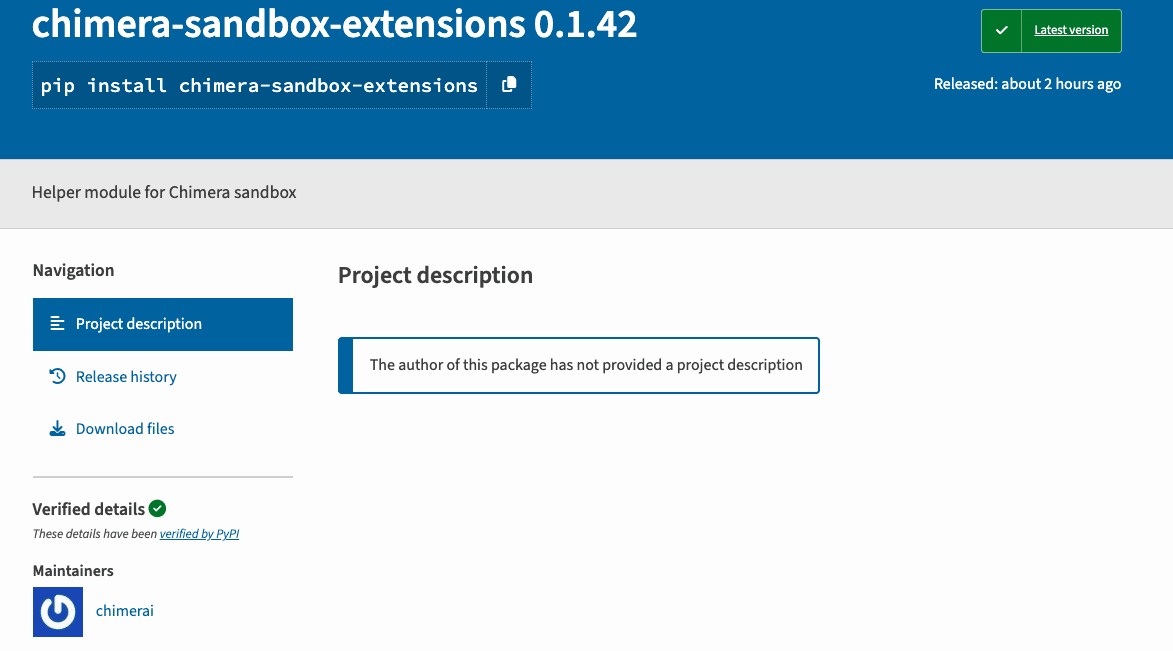 chimera-sandbox-extensions 0.1.42
Latest version
pip install chimera-sandbox-extensions
Released: about 2 hours ago
Helper module for Chimera sandbox
Navigation
Project description
Release history
Download files
Verified details
These details have been verified by PyPI
Maintainers
chimerai
Project description
The author of this package has not provided a project description